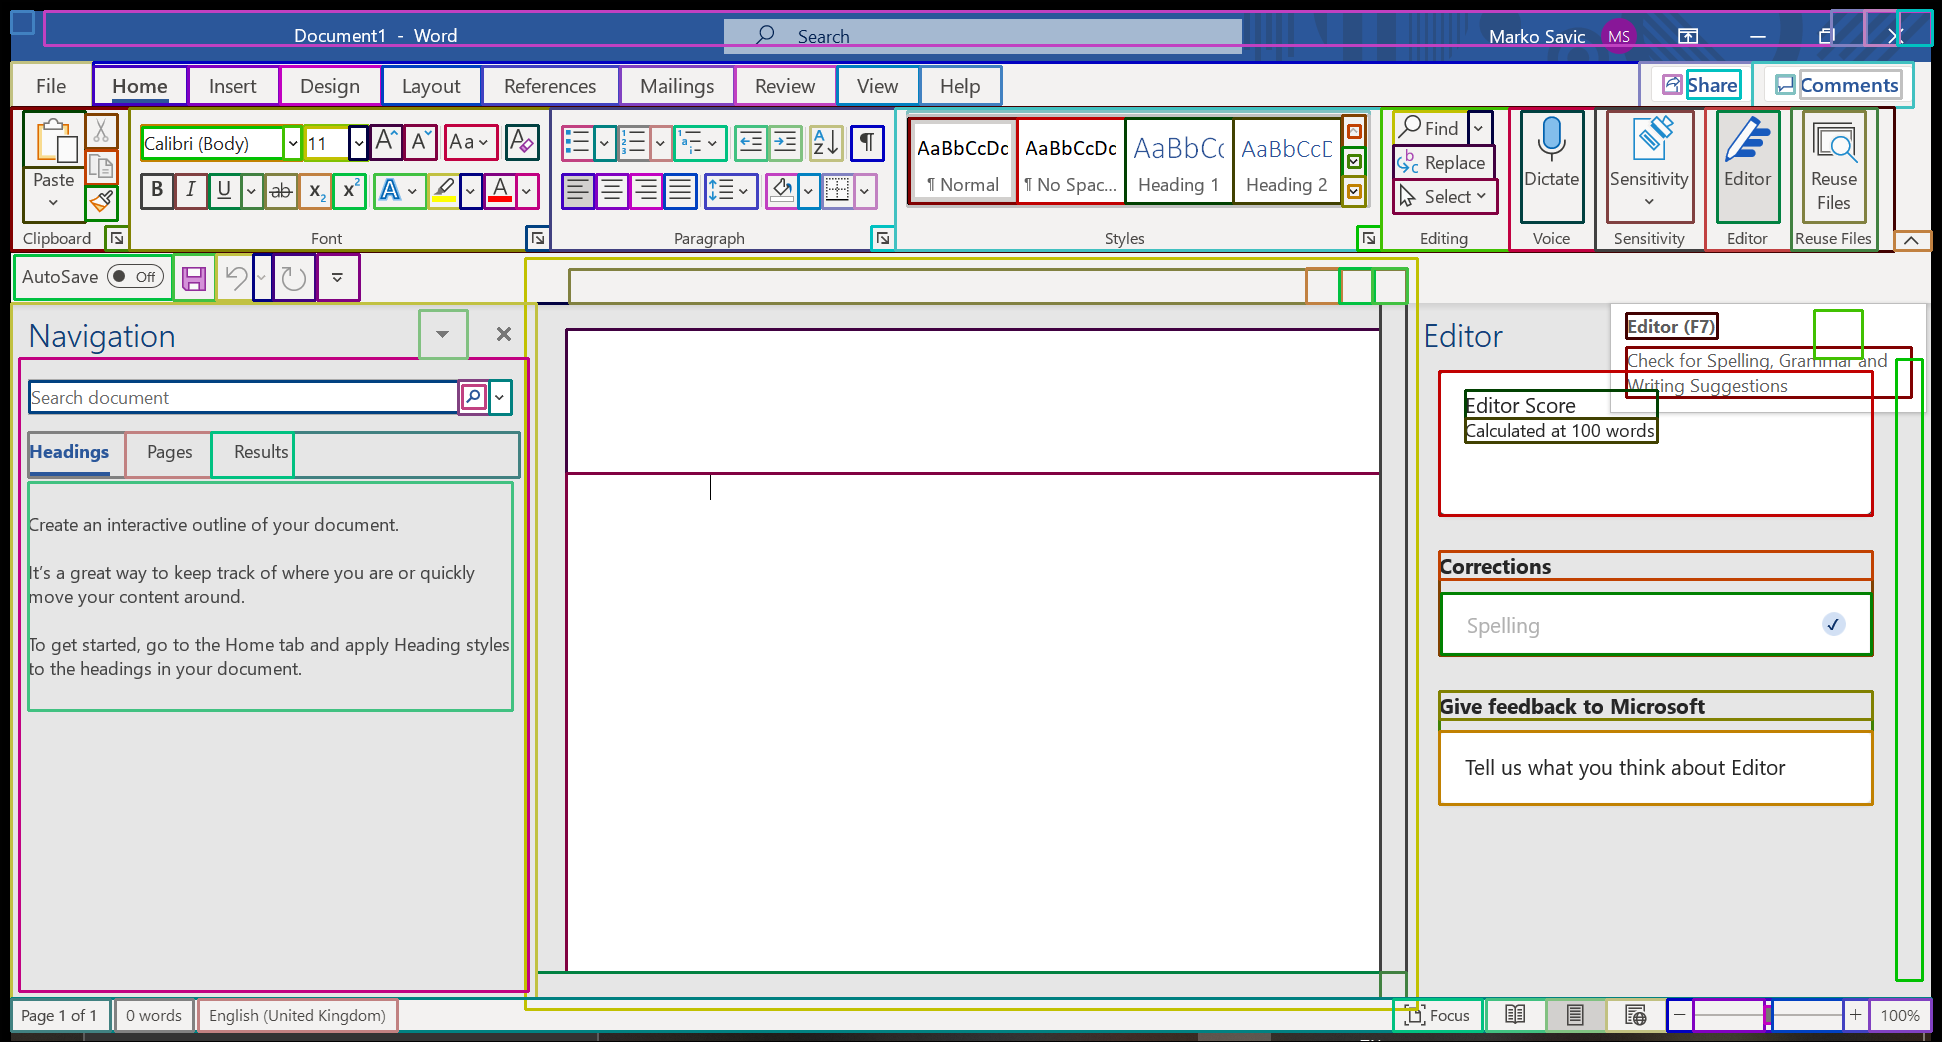 Document1 - Word
Search
Marko Savic
MS
File
Home
Insert
Design
Layout
References
Mailings
Review
View
Help
Share
Comments
Paste
Clipboard
Calibri (Body)
11
Aa
B
I
U
ab
x₂
x²
A
A
Font
Paragraph
AaBbCcDc
¶ Normal
AaBbCcDc
¶ No Spac...
AaBbCc
Heading 1
AaBbCcD
Heading 2
Styles
Find
Replace
Select
Editing
Dictate
Voice
Sensitivity
Sensitivity
Editor
Editor
Reuse
Files
Reuse Files
AutoSave
Off
Navigation
Search document
Headings
Pages
Results
Create an interactive outline of your document.
It's a great way to keep track of where you are or quickly
move your content around.
To get started, go to the Home tab and apply Heading styles
to the headings in your document.
Editor
Editor (F7)
Check for Spelling, Grammar and
Writing Suggestions
Editor Score
Calculated at 100 words
Corrections
Spelling
Give feedback to Microsoft
Tell us what you think about Editor
Page 1 of 1
0 words
English (United Kingdom)
Focus
100%